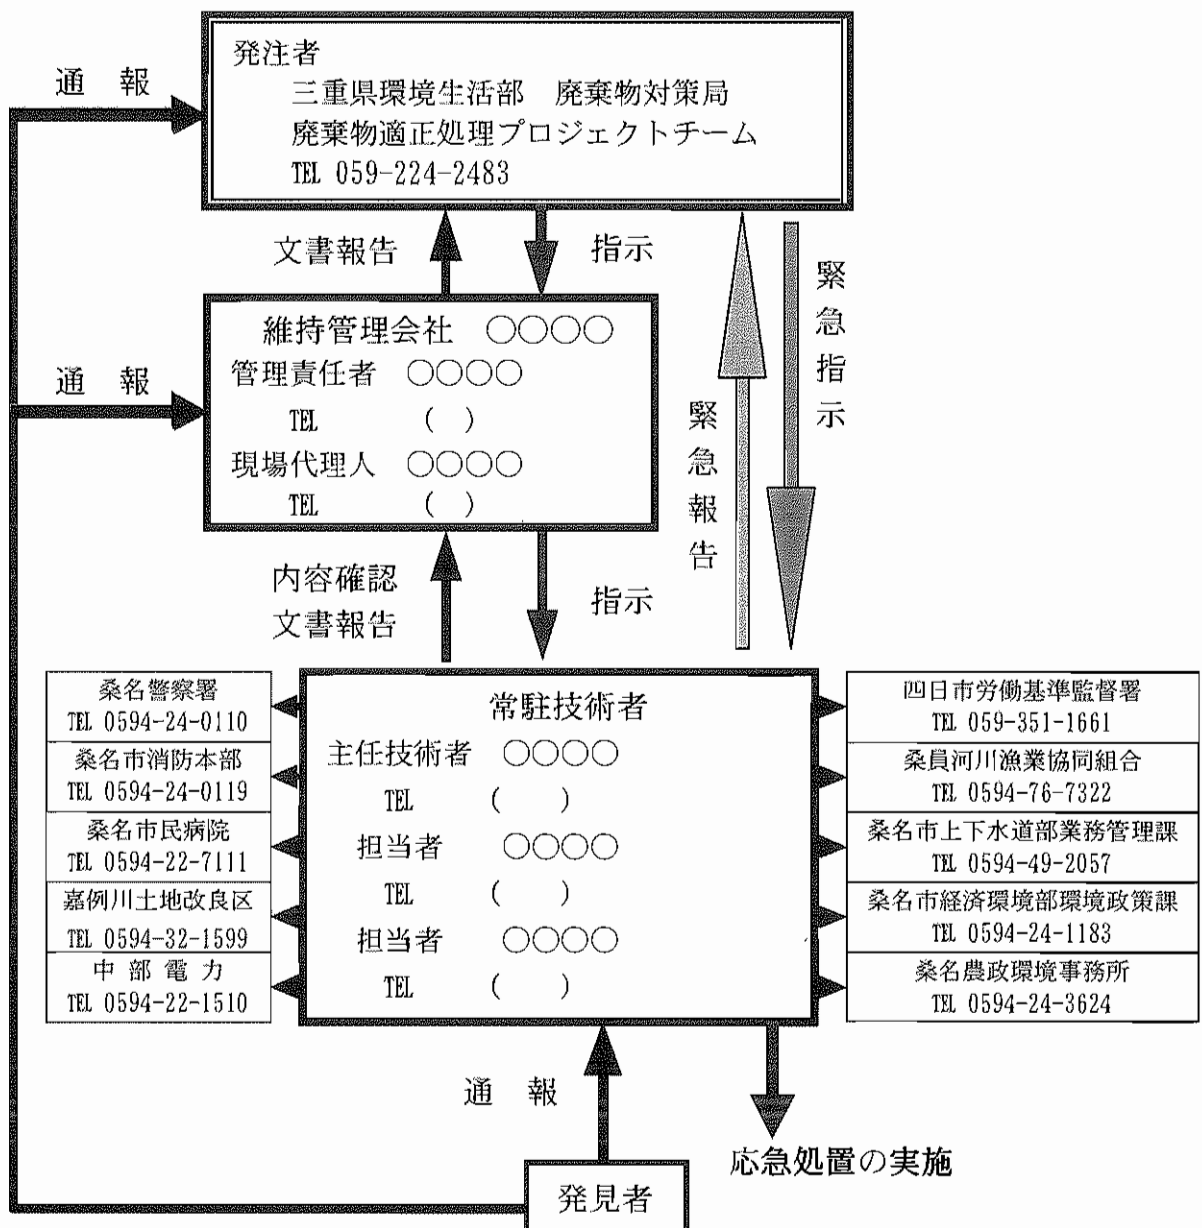 発注者
三重県環境生活部 廃棄物対策局
廃棄物適正処理プロジェクトチーム
℡ 059-224-2483
通 報
文書報告
指示
緊急指示
緊急報告
維持管理会社 ○○○○
管理責任者 ○○○○
℡ ( )
現場代理人 ○○○○
℡ ( )
通 報
内容確認
文書報告
指示
桑名警察署
℡ 0594-24-0110
桑名市消防本部
℡ 0594-24-0119
桑名市民病院
℡ 0594-22-7111
嘉例川土地改良区
℡ 0594-32-1599
中 部 電 力
℡ 0594-22-1510
常駐技術者
主任技術者 ○○○○
℡ ( )
担当者 ○○○○
℡ ( )
担当者 ○○○○
℡ ( )
四日市労働基準監督署
℡ 059-351-1661
桑員河川漁業協同組合
℡ 0594-76-7322
桑名市上下水道部業務管理課
℡ 0594-49-2057
桑名市経済環境部環境政策課
℡ 0594-24-1183
桑名農政環境事務所
℡ 0594-24-3624
通 報
応急処置の実施
発見者